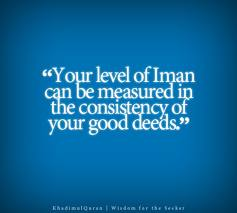 “Your level of Iman
can be measured in
the consistency of
your good deeds.”
KhadimulQuran | Wisdom for the Seeker